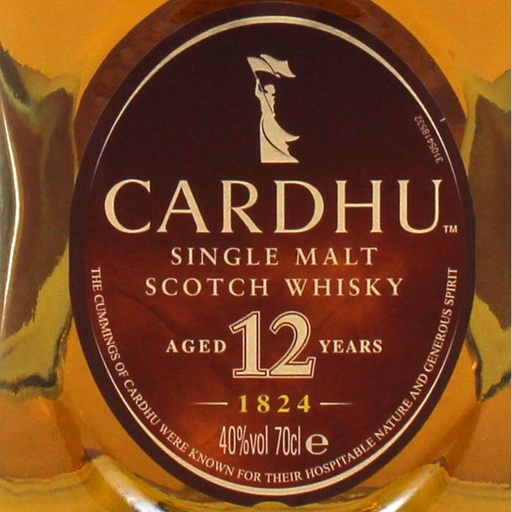 CARDHU™
SINGLE MALT
SCOTCH WHISKY
AGED 12 YEARS
1824
40%vol 70cl ℮
THE CUMMINGS OF CARDHU WERE KNOWN FOR THEIR HOSPITABLE NATURE AND GENEROUS SPIRIT